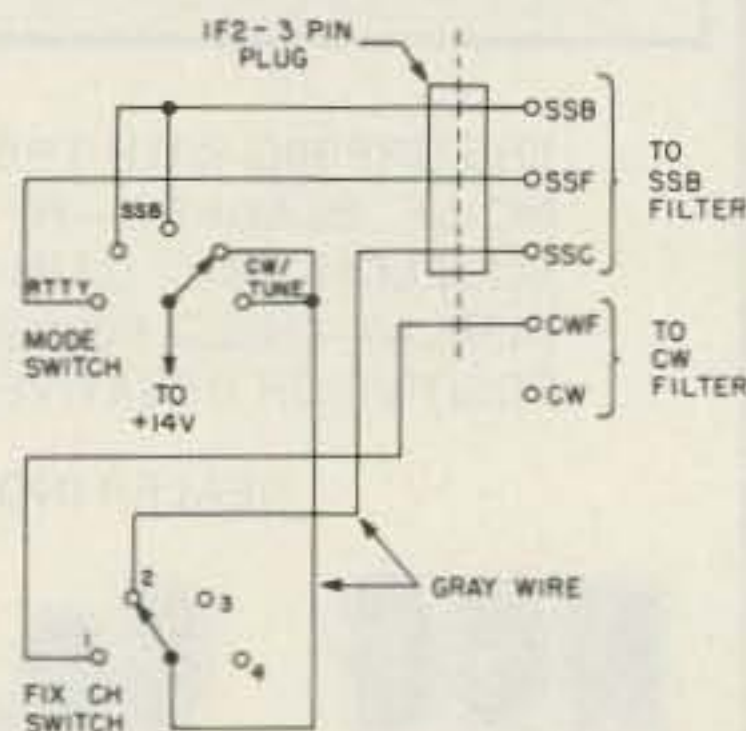 IF2-3 PIN
PLUG
SSB
TO
SSB
FILTER
SSF
SSB
SSC
CW/
TUNE
RTTY
MODE
SWITCH
TO
+14V
CWF
TO
CW
FILTER
CW
2
3
GRAY WIRE
1
4
FIX CH
SWITCH